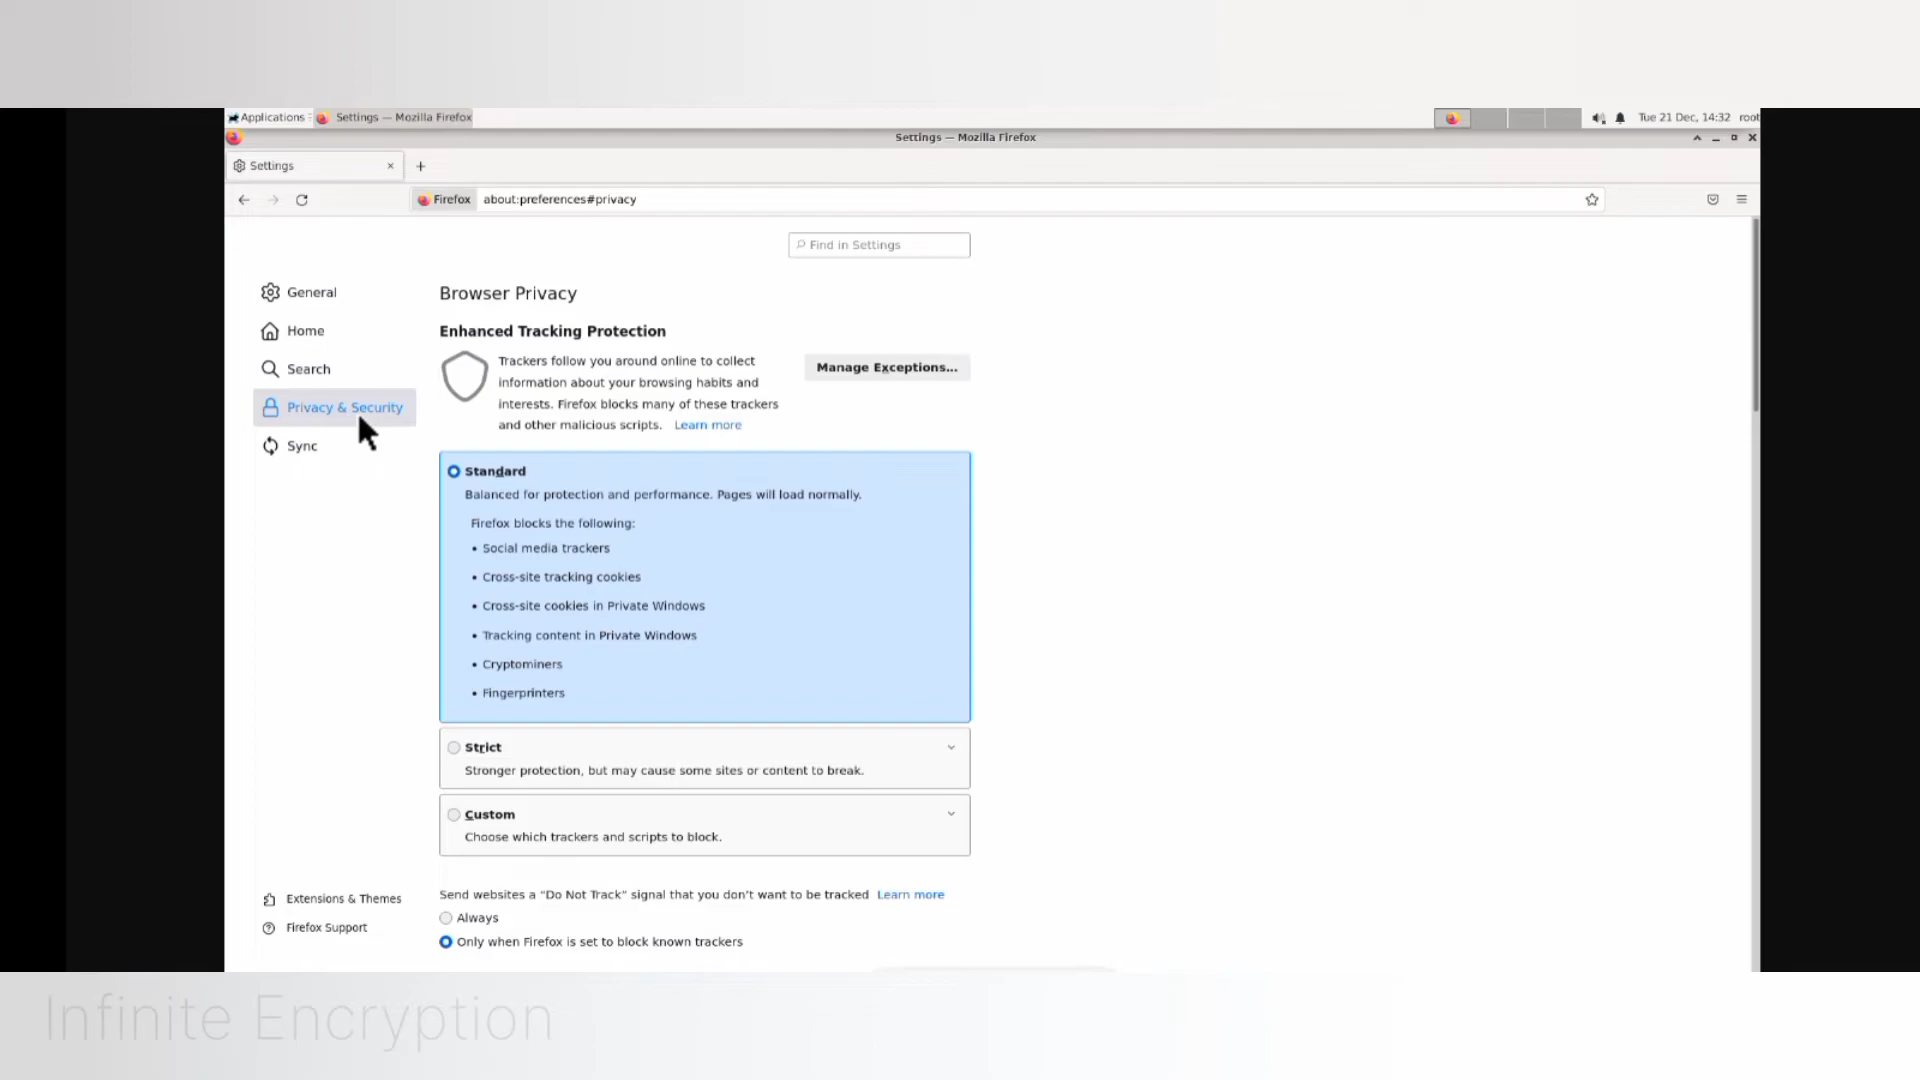 Applications Settings — Mozilla Firefox Tue 21 Dec, 14:32 root
Settings — Mozilla Firefox
Settings
Firefox about:preferences#privacy
Find in Settings
General
Home
Search
Privacy & Security
Sync
Browser Privacy
Enhanced Tracking Protection
Trackers follow you around online to collect
information about your browsing habits and
interests. Firefox blocks many of these trackers
and other malicious scripts. Learn more
Manage Exceptions...
Standard
Balanced for protection and performance. Pages will load normally.
Firefox blocks the following:
• Social media trackers
• Cross-site tracking cookies
• Cross-site cookies in Private Windows
• Tracking content in Private Windows
• Cryptominers
• Fingerprinters
Strict
Stronger protection, but may cause some sites or content to break.
Custom
Choose which trackers and scripts to block.
Send websites a “Do Not Track” signal that you don’t want to be tracked Learn more
Always
Only when Firefox is set to block known trackers
Extensions & Themes
Firefox Support
Infinite Encryption